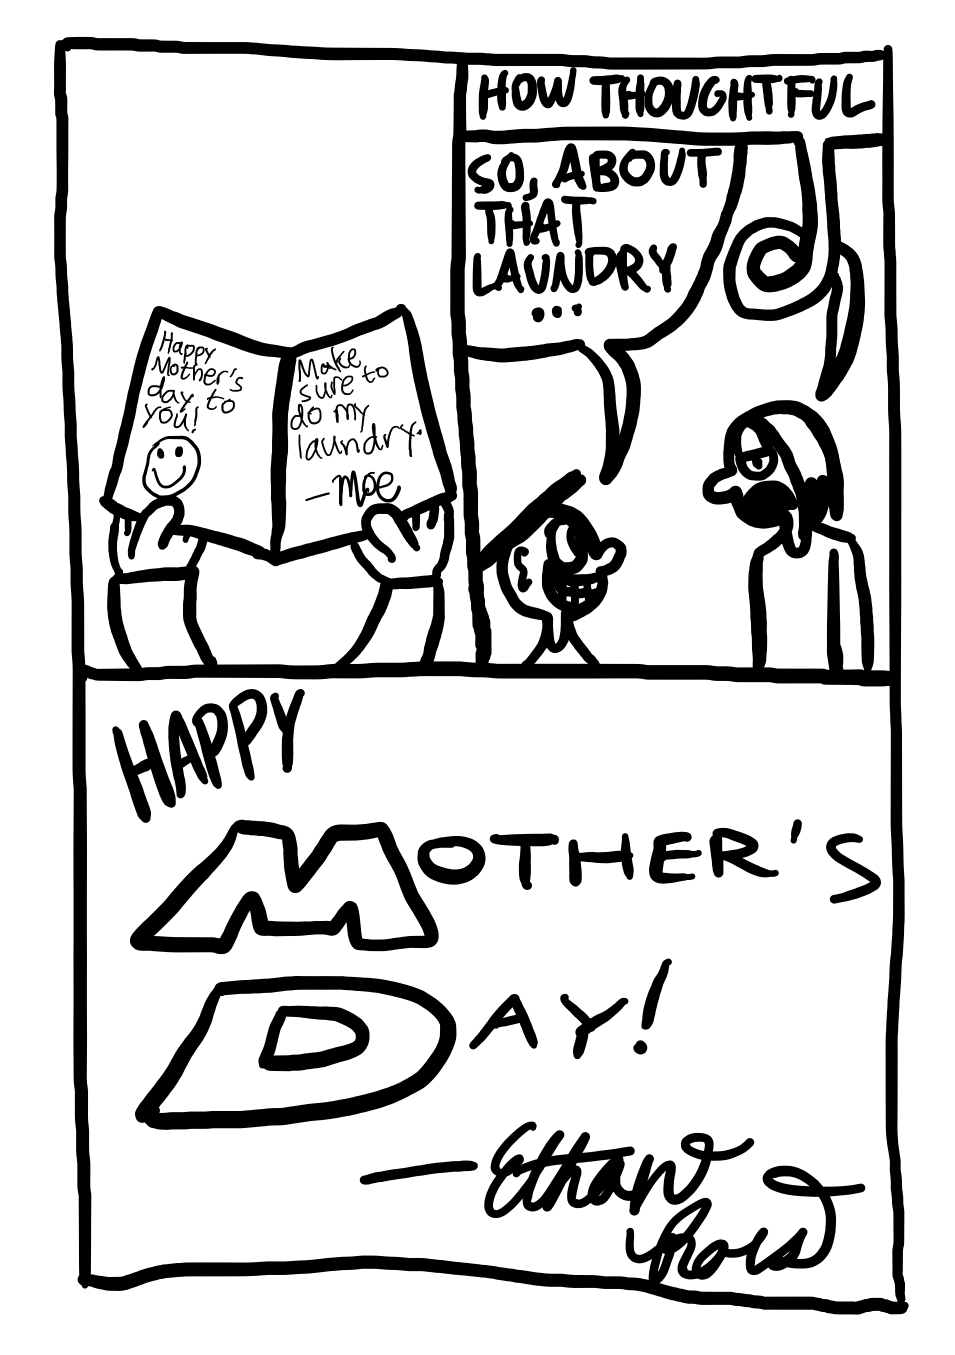 Happy
Mother's
day to
you!
Make
sure to
do my
laundry.
—Moe
HOW THOUGHTFUL
SO, ABOUT
THAT
LAUNDRY
...
HAPPY
MOTHER'S
DAY!
—Ethan